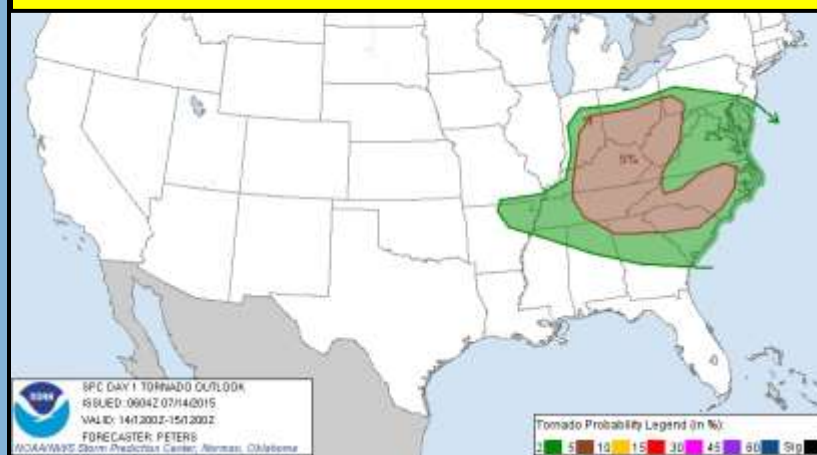 5%
SPC DAY 1 TORNADO OUTLOOK
ISSUED: 0604Z 07/14/2015
VALID: 14/1200Z-15/1200Z
FORECASTER: PETERS
NOAA/NWS Storm Prediction Center, Norman, Oklahoma
NOAA
Tornado Probability Legend (in %):
2 5 10 15 30 45 60 Sig